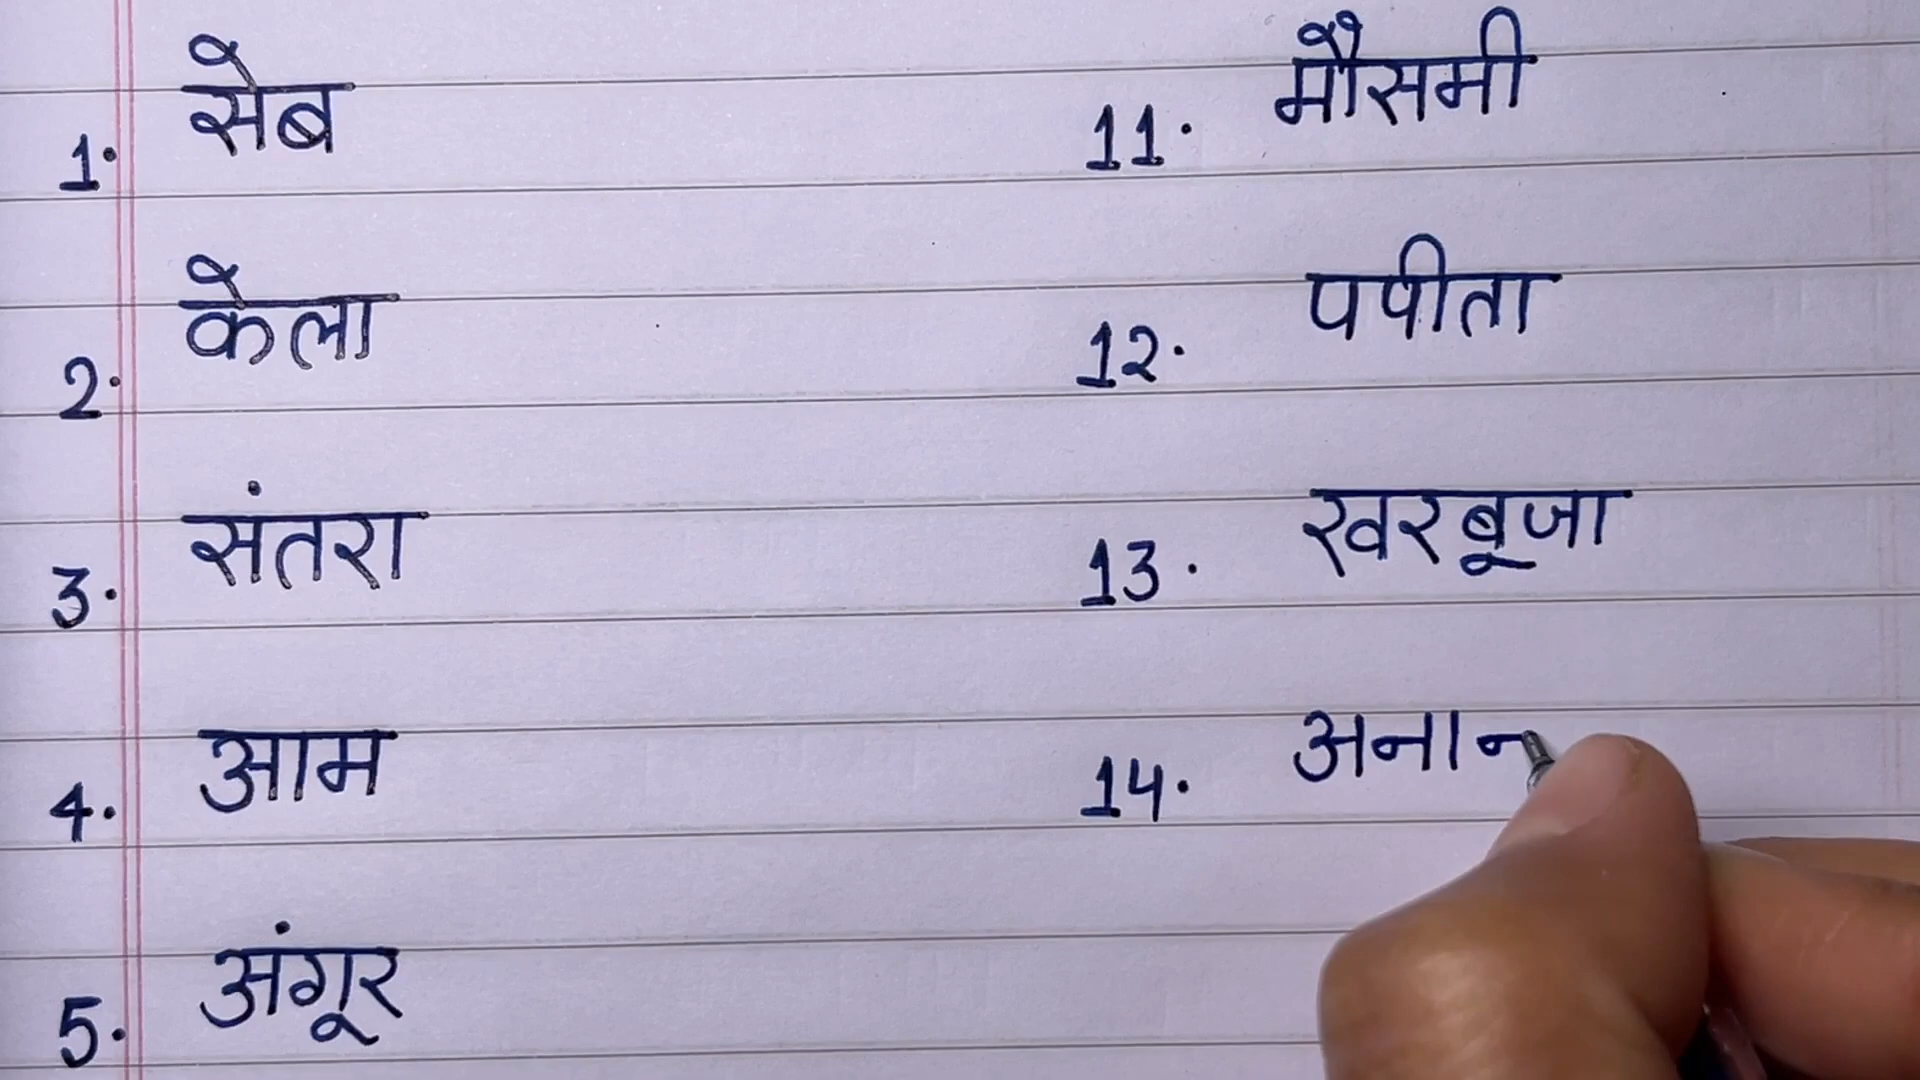 1. सेब
2. केला
3. संतरा
4. आम
5. अंगूर
11. मौसमी
12. पपीता
13. खरबूजा
14. अनान